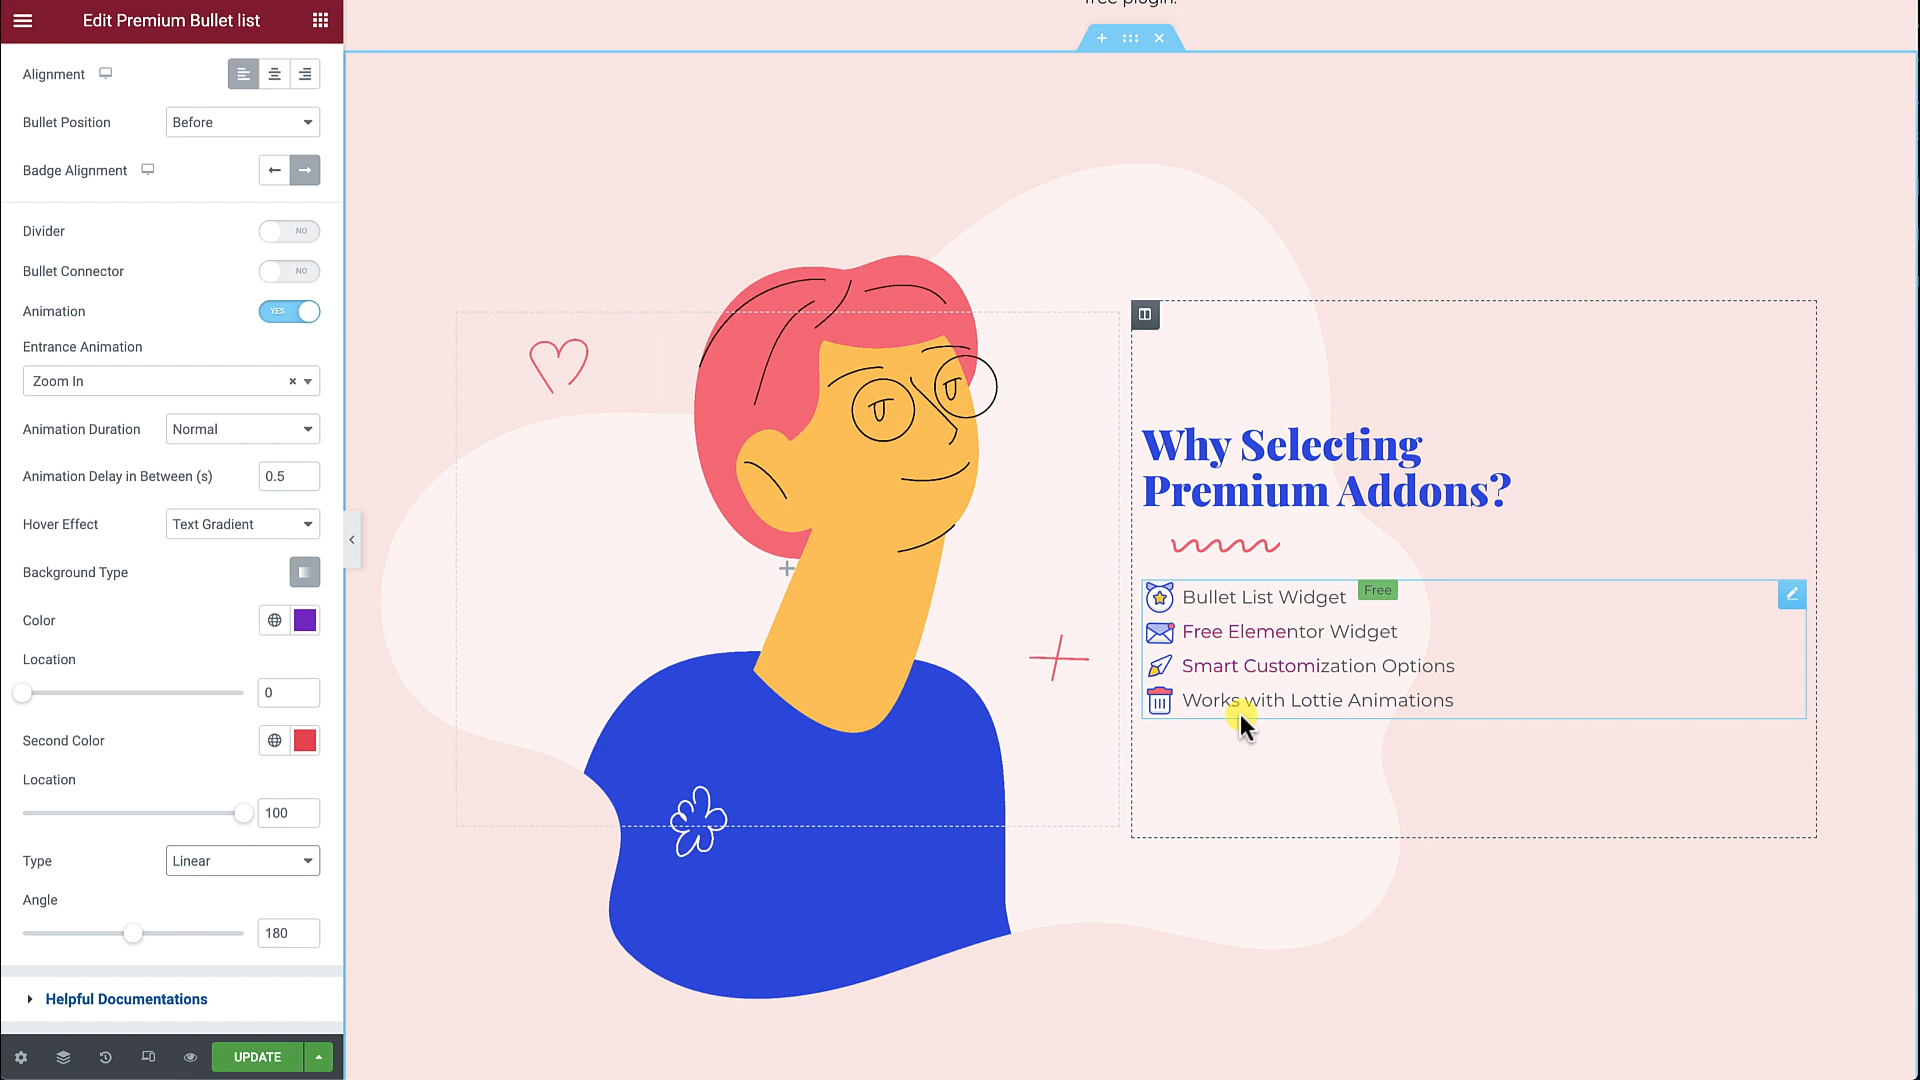 free plugin.
Edit Premium Bullet list
Alignment
Bullet Position
Before
Badge Alignment
Divider
NO
Bullet Connector
NO
Animation
YES
Entrance Animation
Zoom In
×
Animation Duration
Normal
Animation Delay in Between (s)
0.5
Hover Effect
Text Gradient
Background Type
Color
Location
0
Second Color
Location
100
Type
Linear
Angle
180
Helpful Documentations
UPDATE
Why Selecting
Premium Addons?
Bullet List Widget
Free
Free Elementor Widget
Smart Customization Options
Works with Lottie Animations